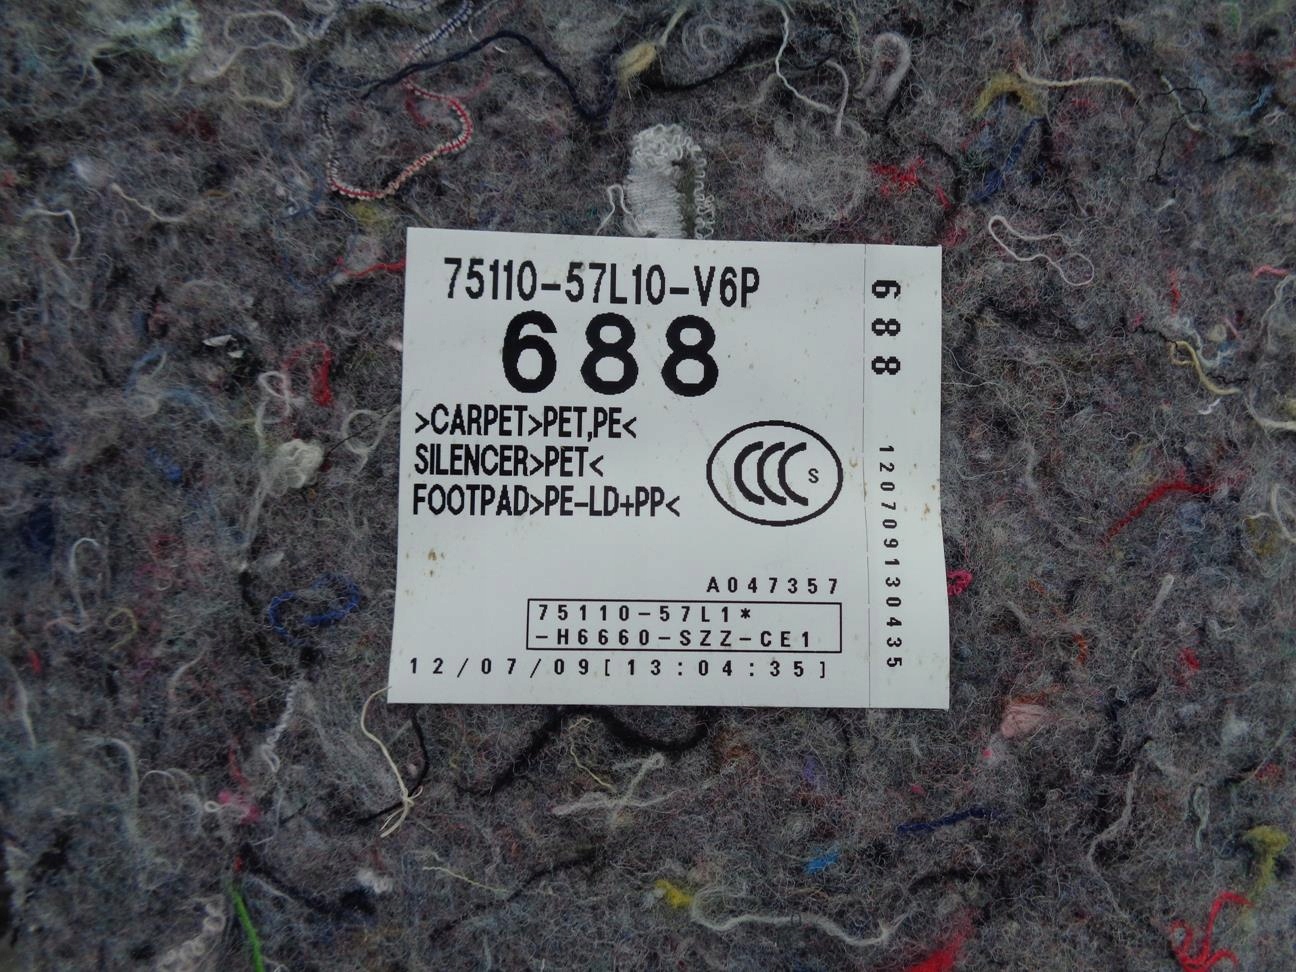 75110-57L10-V6P
688
>CARPET>PET,PE<
SILENCER>PET<
FOOTPAD>PE-LD+PP<
CCC S
A047357
75110-57L1*
-H6660-SZZ-CE1
12/07/09[13:04:35]
688
120709130435